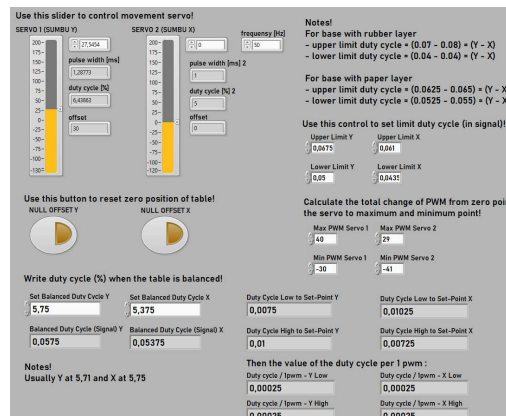 Use this slider to control movement servo!
SERVO 1 (SUMBU Y)
200-
175-
150-
125-
100-
75-
50-
25-
0-
-25-
-50-
-75-
-100-
-130-
27,5454
pulse width [ms]
1,28773
duty cycle [%]
6,43863
offset
30
SERVO 2 (SUMBU X)
200-
175-
150-
125-
100-
75-
50-
25-
0-
-25-
-50-
-75-
-100-
-120-
0
pulse width [ms] 2
1
duty cycle [%] 2
5
offset
0
frequensy [Hz]
50
Use this button to reset zero position of table!
NULL OFFSET Y
NULL OFFSET X
Write duty cycle (%) when the table is balanced!
Set Balanced Duty Cycle Y
5,75
Set Balanced Duty Cycle X
5,375
Balanced Duty Cycle (Signal) Y
0,0575
Balanced Duty Cycle (Signal) X
0,05375
Notes!
Usually Y at 5,71 and X at 5,75
Notes!
For base with rubber layer
- upper limit duty cycle = (0.07 - 0.08) = (Y - X)
- lower limit duty cycle = (0.04 - 0.04) = (Y - X)
For base with paper layer
- upper limit duty cycle = (0.0625 - 0.065) = (Y - X
- lower limit duty cycle = (0.0525 - 0.055) = (Y - X
Use this control to set limit duty cycle (in signal)!
Upper Limit Y
0,0675
Upper Limit X
0,061
Lower Limit Y
0,05
Lower Limit X
0,0435
Calculate the total change of PWM from zero poi
the servo to maximum and minimum point!
Max PWM Servo 1
40
Max PWM Servo 2
29
Min PWM Servo 1
-30
Min PWM Servo 2
-41
Duty Cycle Low to Set-Point Y
0,0075
Duty Cycle Low to Set-Point X
0,01025
Duty Cycle High to Set-Point Y
0,01
Duty Cycle High to Set-Point X
0,00725
Then the value of the duty cycle per 1 pwm :
Duty cycle / 1pwm - Y Low
0,00025
Duty cycle / 1pwm - X Low
0,00025
Duty cycle / 1pwm - Y High
0,00025
Duty cycle / 1pwm - X High
0,00025